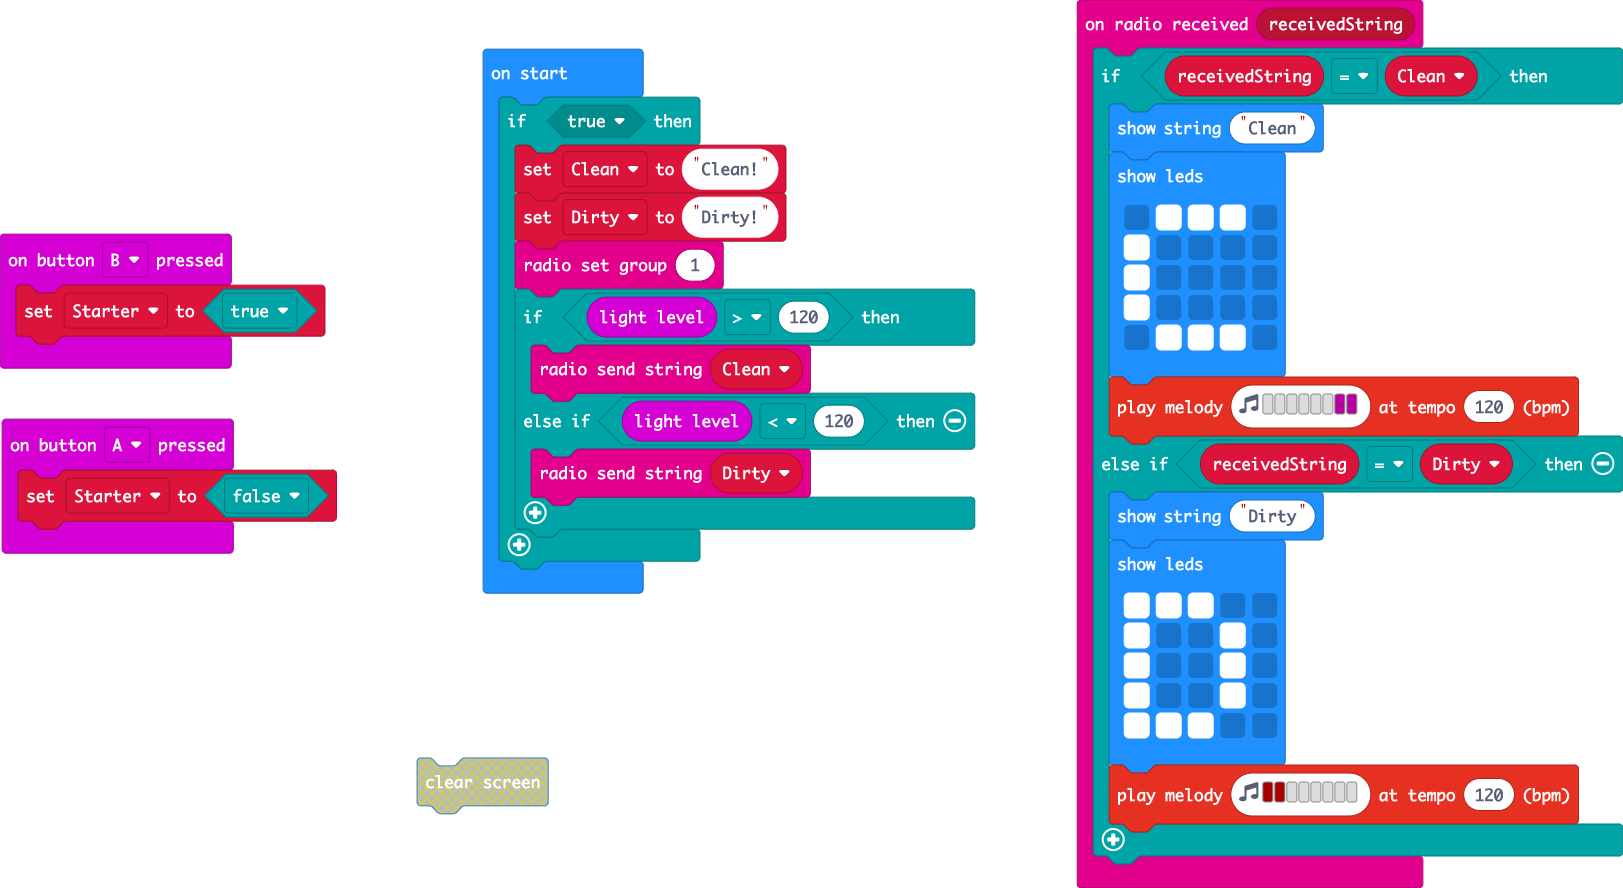 on button B pressed
set Starter to true
on button A pressed
set Starter to false
on start
if true then
set Clean to "Clean!"
set Dirty to "Dirty!"
radio set group 1
if light level > 120 then
radio send string Clean
else if light level < 120 then
radio send string Dirty
clear screen
on radio received receivedString
if receivedString = Clean then
show string "Clean"
show leds
play melody at tempo 120 (bpm)
else if receivedString = Dirty then
show string "Dirty"
show leds
play melody at tempo 120 (bpm)